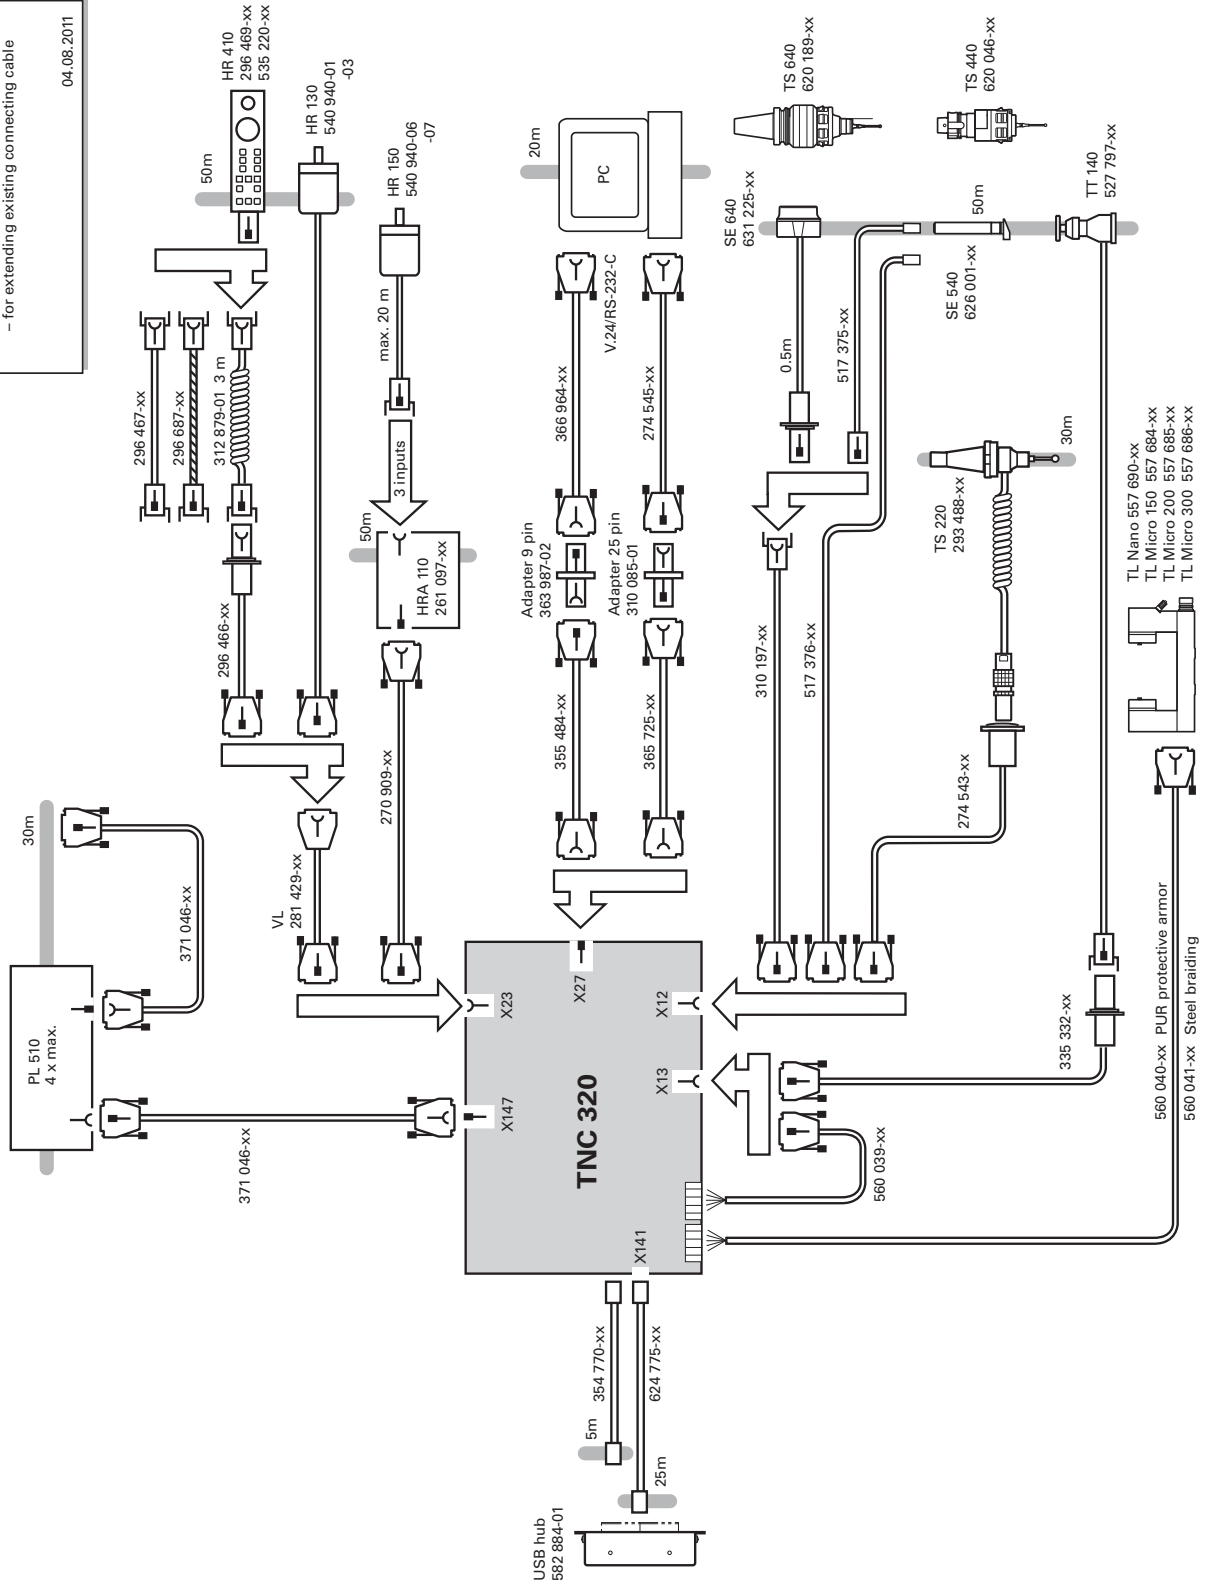 – for extending existing connecting cable
04.08.2011
HR 410
296 469-xx
535 220-xx
50m
HR 130
540 940-01
-03
HR 150
540 940-06
-07
296 467-xx
296 687-xx
312 879-01 3 m
max. 20 m
3 inputs
50m
HRA 110
261 097-xx
296 466-xx
VL
281 429-xx
270 909-xx
30m
371 046-xx
PL 510
4 x max.
371 046-xx
20m
PC
V.24/RS-232-C
366 964-xx
274 545-xx
Adapter 9 pin
363 987-02
Adapter 25 pin
310 085-01
355 484-xx
365 725-xx
TS 640
620 189-xx
TS 440
620 046-xx
SE 640
631 225-xx
0.5m
517 375-xx
SE 540
626 001-xx
50m
TT 140
527 797-xx
310 197-xx
517 376-xx
TS 220
293 488-xx
30m
274 543-xx
TL Nano 557 690-xx
TL Micro 150 557 684-xx
TL Micro 200 557 685-xx
TL Micro 300 557 686-xx
335 332-xx
560 040-xx PUR protective armor
560 041-xx Steel braiding
560 039-xx
X23
X27
X12
X13
X147
X141
TNC 320
354 770-xx
624 775-xx
5m
25m
USB hub
582 884-01